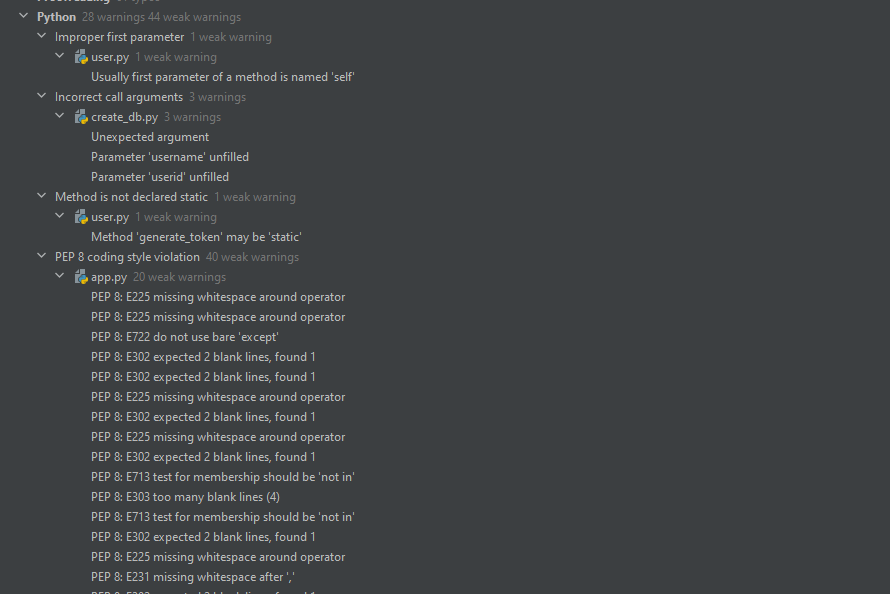 Python 28 warnings 44 weak warnings
Improper first parameter 1 weak warning
user.py 1 weak warning
Usually first parameter of a method is named 'self'
Incorrect call arguments 3 warnings
create_db.py 3 warnings
Unexpected argument
Parameter 'username' unfilled
Parameter 'userid' unfilled
Method is not declared static 1 weak warning
user.py 1 weak warning
Method 'generate_token' may be 'static'
PEP 8 coding style violation 40 weak warnings
app.py 20 weak warnings
PEP 8: E225 missing whitespace around operator
PEP 8: E225 missing whitespace around operator
PEP 8: E722 do not use bare 'except'
PEP 8: E302 expected 2 blank lines, found 1
PEP 8: E302 expected 2 blank lines, found 1
PEP 8: E225 missing whitespace around operator
PEP 8: E302 expected 2 blank lines, found 1
PEP 8: E225 missing whitespace around operator
PEP 8: E302 expected 2 blank lines, found 1
PEP 8: E713 test for membership should be 'not in'
PEP 8: E303 too many blank lines (4)
PEP 8: E713 test for membership should be 'not in'
PEP 8: E302 expected 2 blank lines, found 1
PEP 8: E225 missing whitespace around operator
PEP 8: E231 missing whitespace after ','